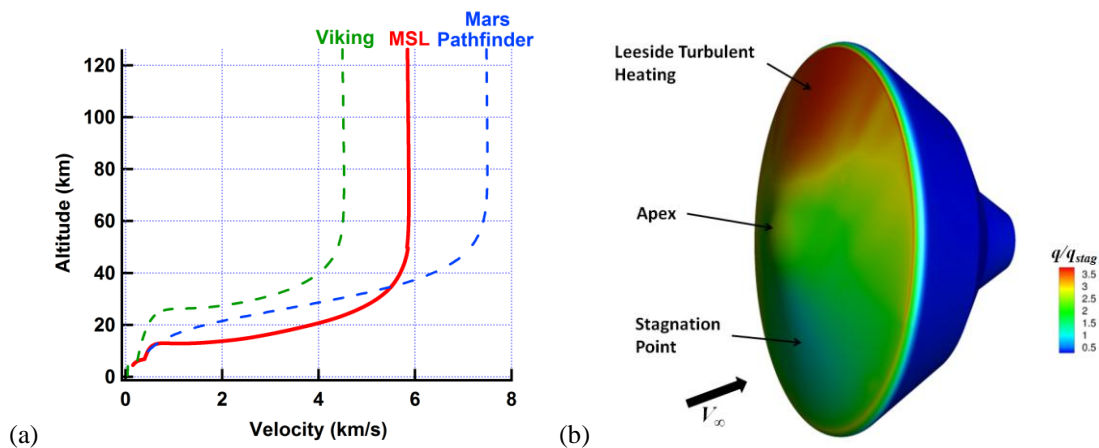 Viking
MSL
Mars
Pathfinder
120
100
80
60
40
20
0
Altitude (km)
0
2
4
6
8
Velocity (km/s)
(a)
Leeside Turbulent
Heating
Apex
Stagnation
Point
V∞
q/qstag
3.5
3
2.5
2
1.5
1
0.5
(b)